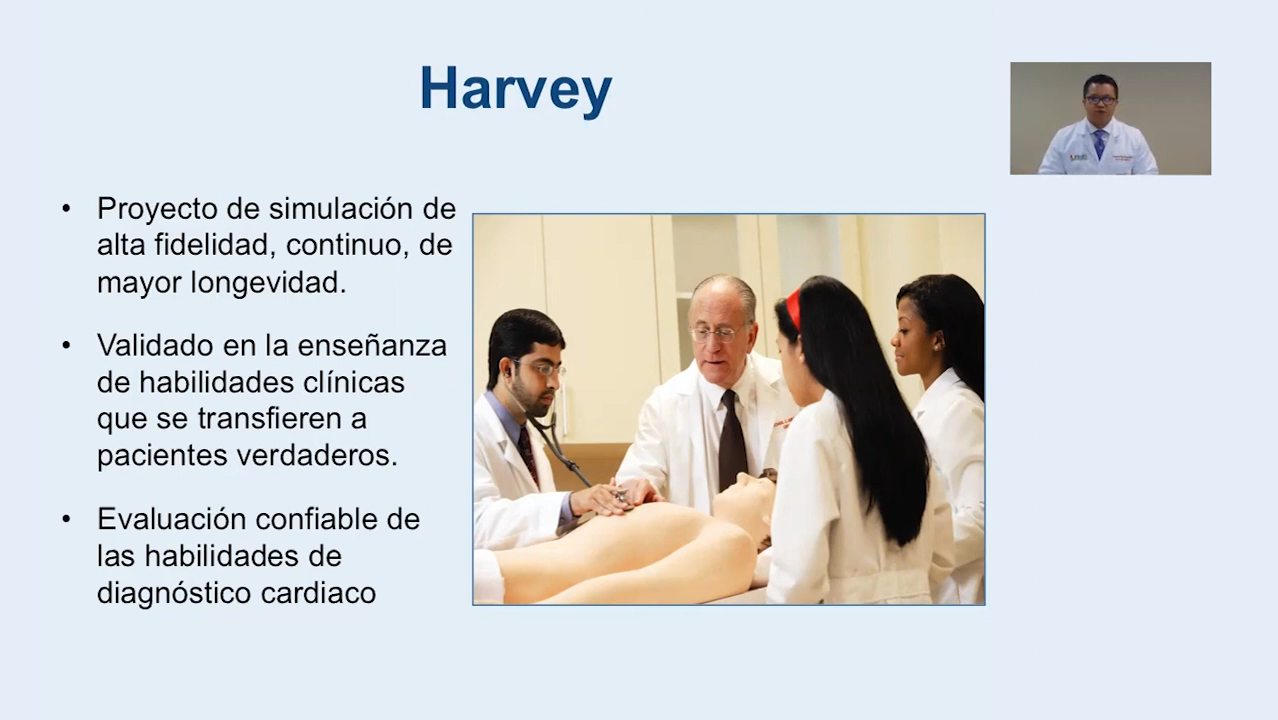 Harvey
• Proyecto de simulación de
alta fidelidad, continuo, de
mayor longevidad.
• Validado en la enseñanza
de habilidades clínicas
que se transfieren a
pacientes verdaderos.
• Evaluación confiable de
las habilidades de
diagnóstico cardiaco